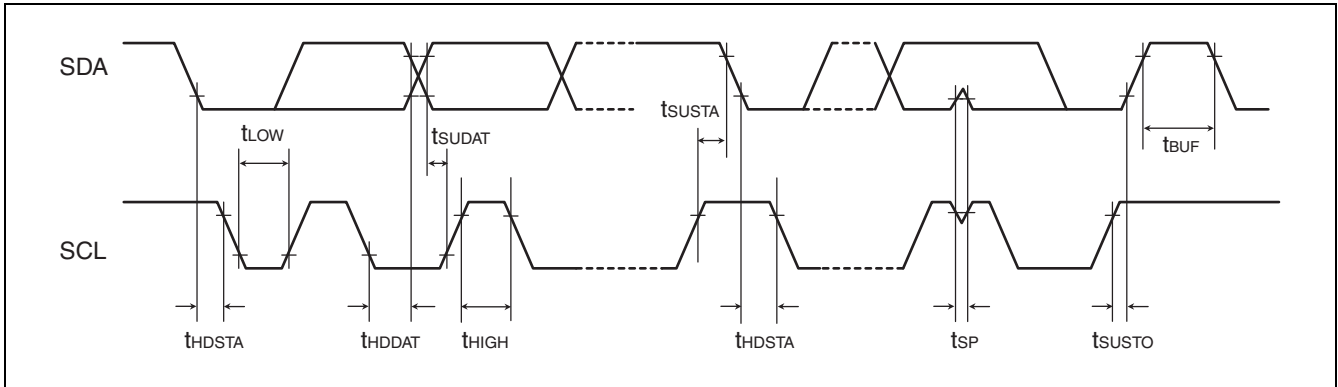 SDA
tLOW
tSUDAT
tSUSTA
tBUF
SCL
tHDSTA
tHDDAT
tHIGH
tHDSTA
tSP
tSUSTO